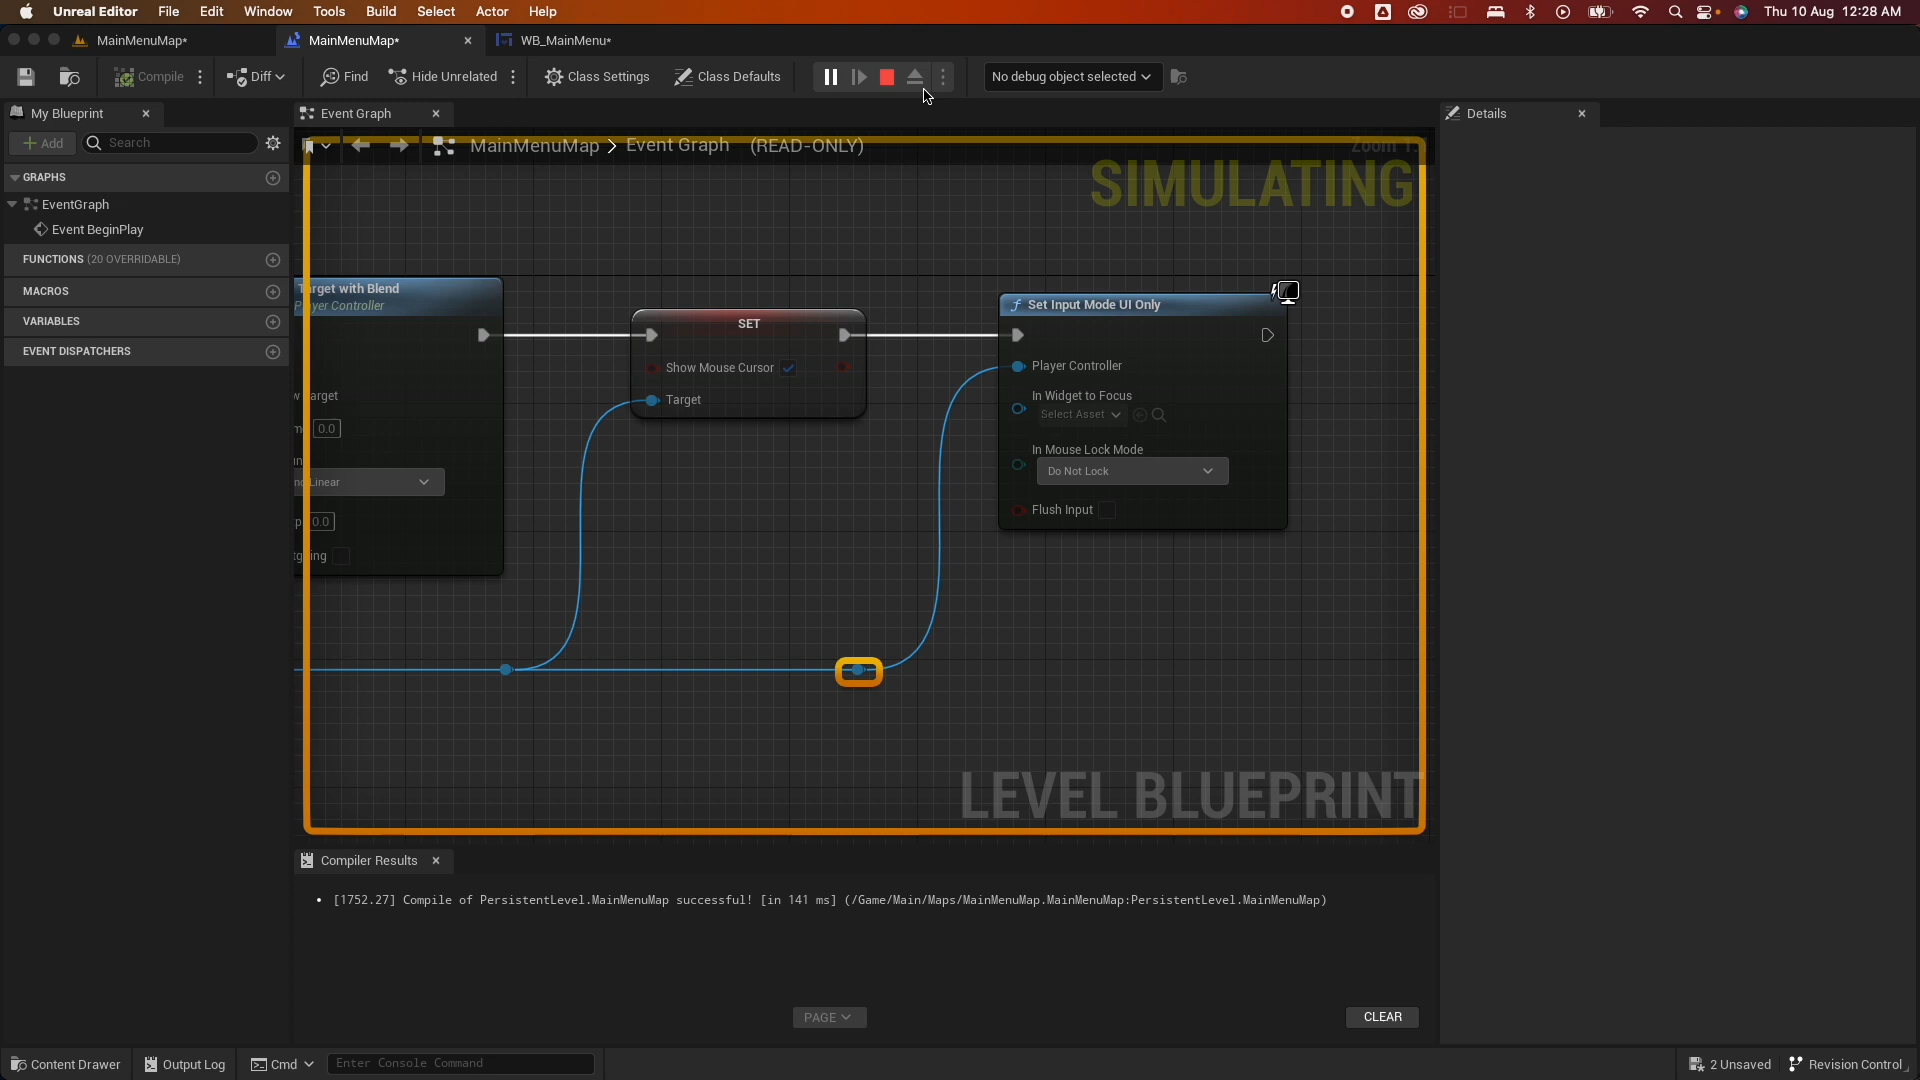 Unreal Editor File Edit Window Tools Build Select Actor Help Thu 10 Aug 12:28 AM
MainMenuMap* MainMenuMap* WB_MainMenu*
Compile Diff Find Hide Unrelated Class Settings Class Defaults No debug object selected
My Blueprint Event Graph Details
Add Search MainMenuMap > Event Graph (READ-ONLY) Zoom 1:
SIMULATING
GRAPHS
EventGraph
Event BeginPlay
FUNCTIONS (20 OVERRIDABLE)
MACROS
VARIABLES
EVENT DISPATCHERS
Target with Blend
Player Controller
w Target
0.0
Linear
0.0
SET
Show Mouse Cursor
Target
Set Input Mode UI Only
Player Controller
In Widget to Focus
Select Asset
In Mouse Lock Mode
Do Not Lock
Flush Input
LEVEL BLUEPRINT
Compiler Results
• [1752.27] Compile of PersistentLevel.MainMenuMap successful! [in 141 ms] (/Game/Main/Maps/MainMenuMap.MainMenuMap:PersistentLevel.MainMenuMap)
PAGE CLEAR
Content Drawer Output Log Cmd Enter Console Command 2 Unsaved Revision Control